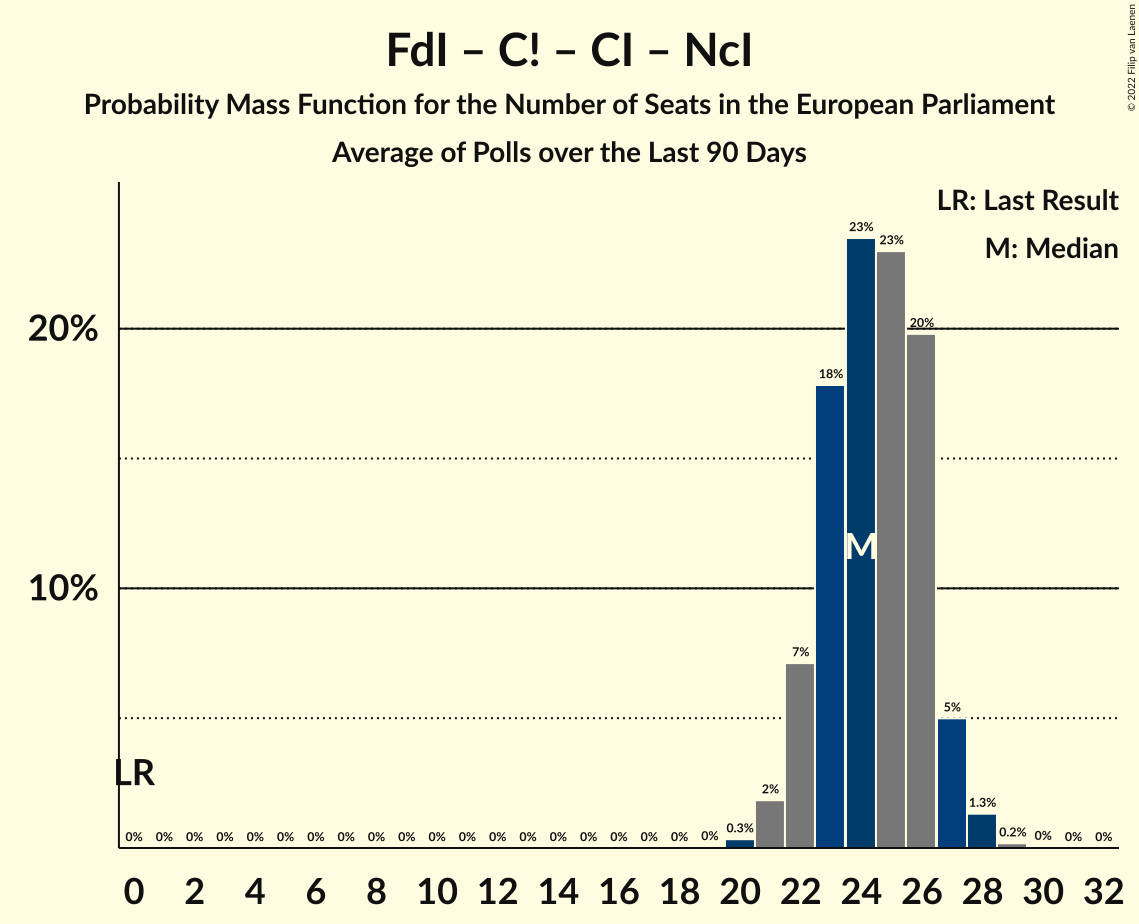 FdI – C! – CI – NcI
Probability Mass Function for the Number of Seats in the European Parliament
Average of Polls over the Last 90 Days
© 2022 Filip van Laenen
LR: Last Result
M: Median
20%
10%
23%
23%
20%
18%
M
7%
5%
LR
2%
1.3%
0.3%
0.2%
0% 0% 0% 0% 0% 0% 0% 0% 0% 0% 0% 0% 0% 0% 0% 0% 0% 0% 0% 0% 0% 0% 0%
0 2 4 6 8 10 12 14 16 18 20 22 24 26 28 30 32